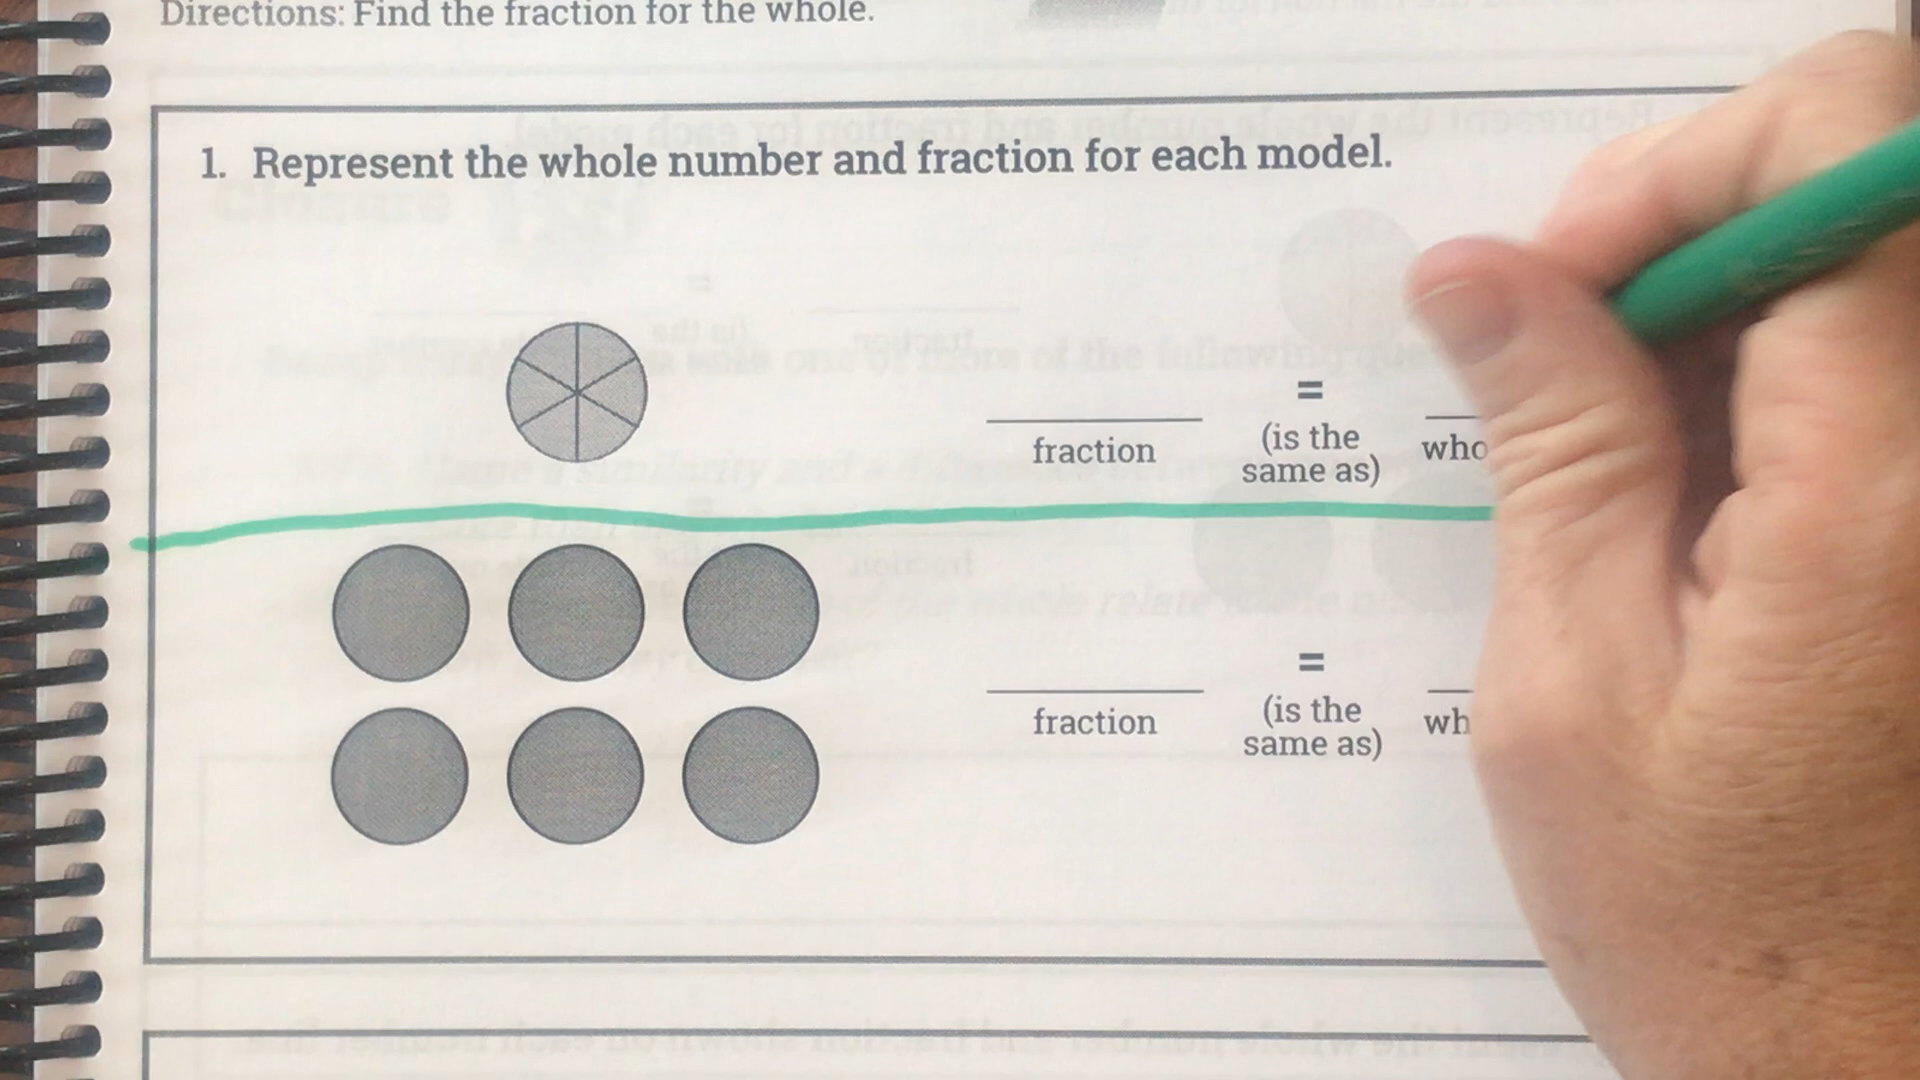 Directions: Find the fraction for the whole.
1. Represent the whole number and fraction for each model.
=
fraction
(is the
same as)
who
=
fraction
(is the
same as)
wh